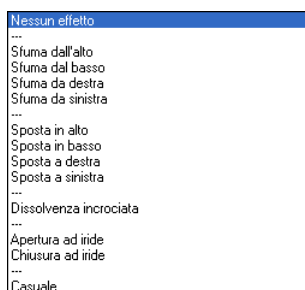 Nessun effetto
---
Sfuma dall'alto
Sfuma dal basso
Sfuma da destra
Sfuma da sinistra
---
Sposta in alto
Sposta in basso
Sposta a destra
Sposta a sinistra
---
Dissolvenza incrociata
---
Apertura ad iride
Chiusura ad iride
---
Casuale